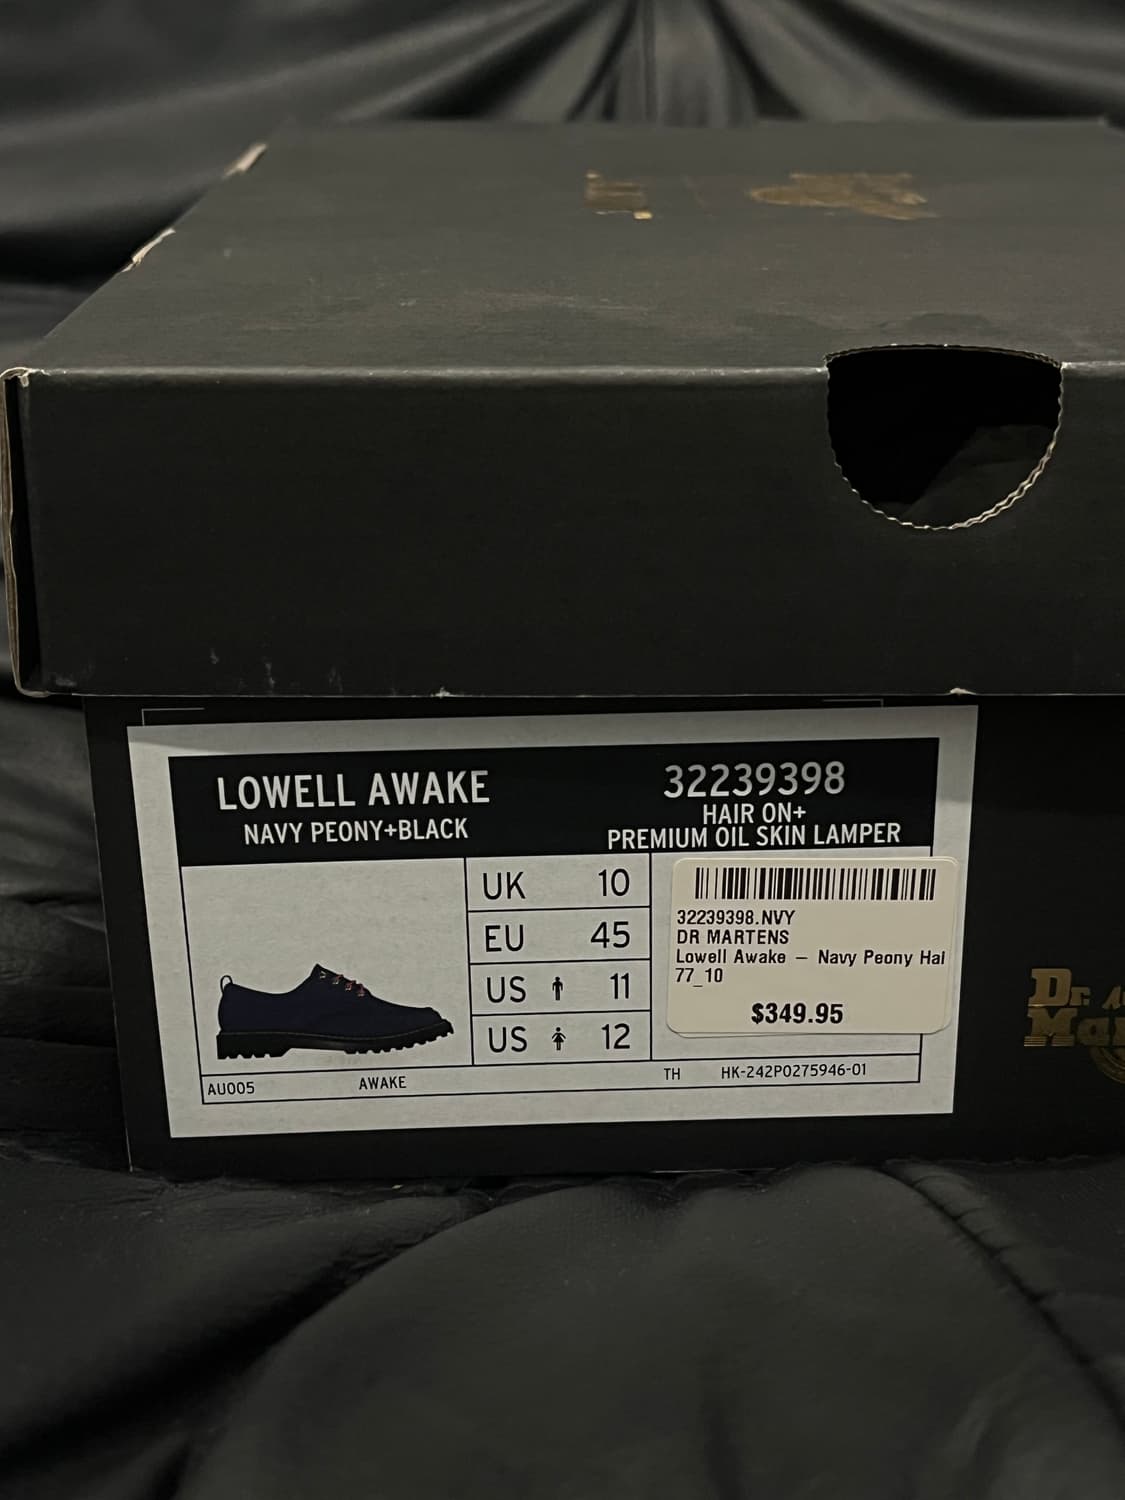 LOWELL AWAKE
NAVY PEONY+BLACK
32239398
HAIR ON+
PREMIUM OIL SKIN LAMPER
UK 10
EU 45
US 11
US 12
32239398.NVY
DR MARTENS
Lowell Awake – Navy Peony Hai
77_10
$349.95
AU005
AWAKE
TH
HK-242P0275946-01
Dr.